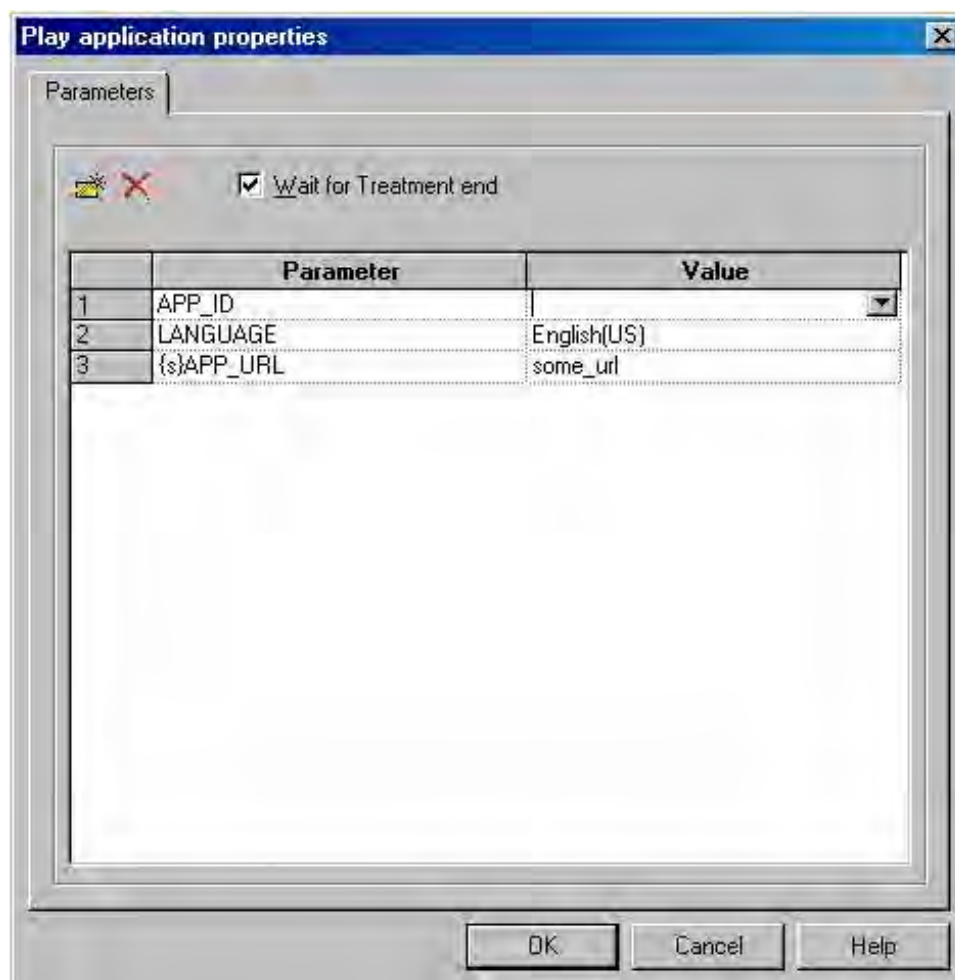 Play application properties
Parameters
Wait for Treatment end
Parameter Value
1 APP_ID
2 LANGUAGE English(US)
3 {s}APP_URL some_url
OK Cancel Help